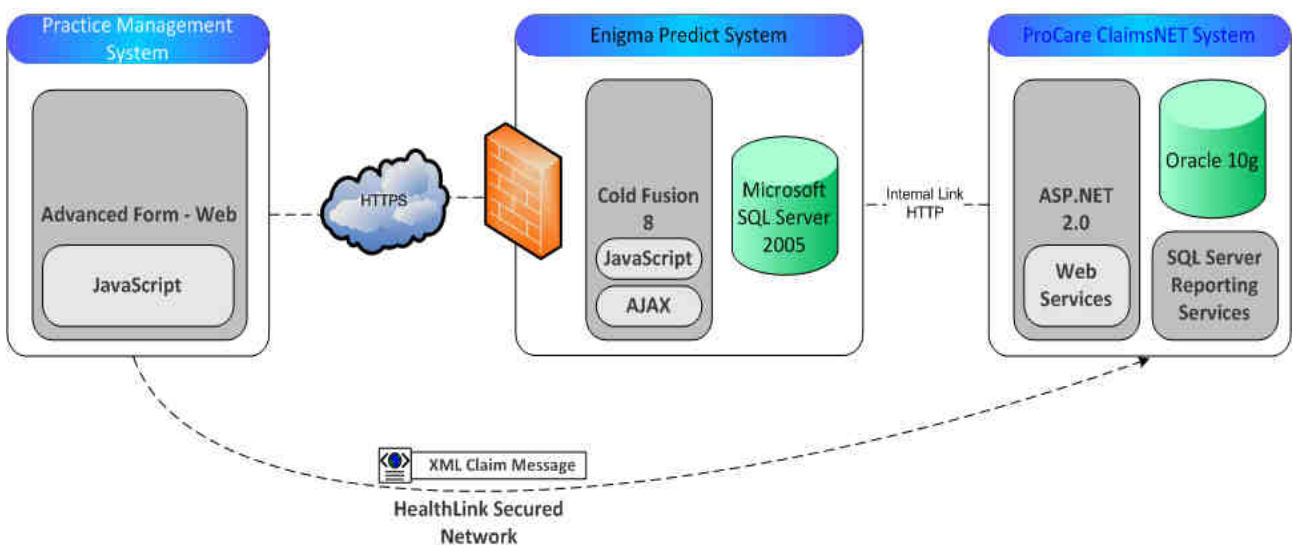 Practice Management
System
Advanced Form - Web
JavaScript
HTTPS
Enigma Predict System
Cold Fusion
8
JavaScript
AJAX
Microsoft
SQL Server
2005
Internal Link
HTTP
ProCare ClaimsNET System
ASP.NET
2.0
Web
Services
Oracle 10g
SQL Server
Reporting
Services
XML Claim Message
HealthLink Secured
Network